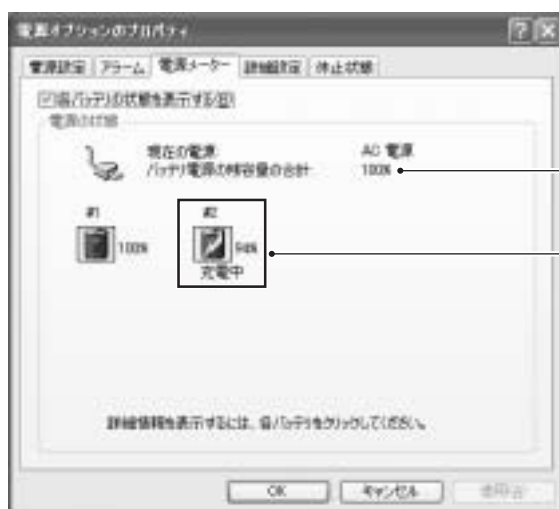 電源オプションのプロパティ
電源設定 アラーム 電源メーター 詳細設定 休止状態
各バッテリの状態を表示する(B)
電源の状態
現在の電源 AC 電源
バッテリ電源の残容量の合計 100%
#1 #2
100% 94%
充電中
詳細情報を表示するには、各バッテリをクリックしてください。
OK キャンセル 適用(A)